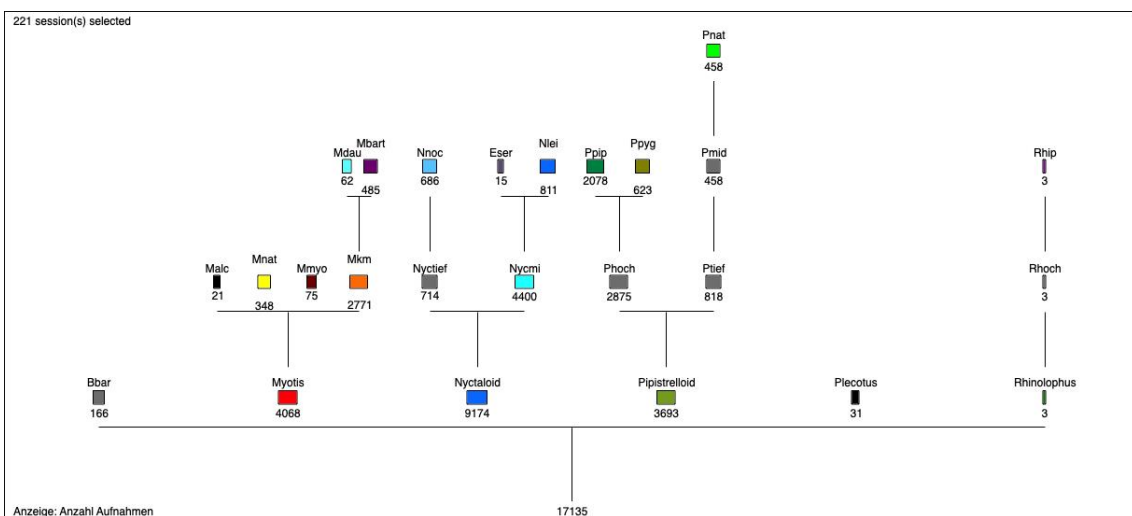 221 session(s) selected
Pnat
458
Mdau Mbart Nnoc Eser Nlei Ppip Ppyg Pmid Rhip
62 485 686 15 811 2078 623 458 3
Malc Mnat Mmyo Mkm Nyctief Nycmi Phoch Ptief Rhoch
21 348 75 2771 714 4400 2875 818 3
Bbar Myotis Nyctaloid Pipistrelloid Plecotus Rhinolophus
166 4068 9174 3693 31 3
Anzeige: Anzahl Aufnahmen 17135